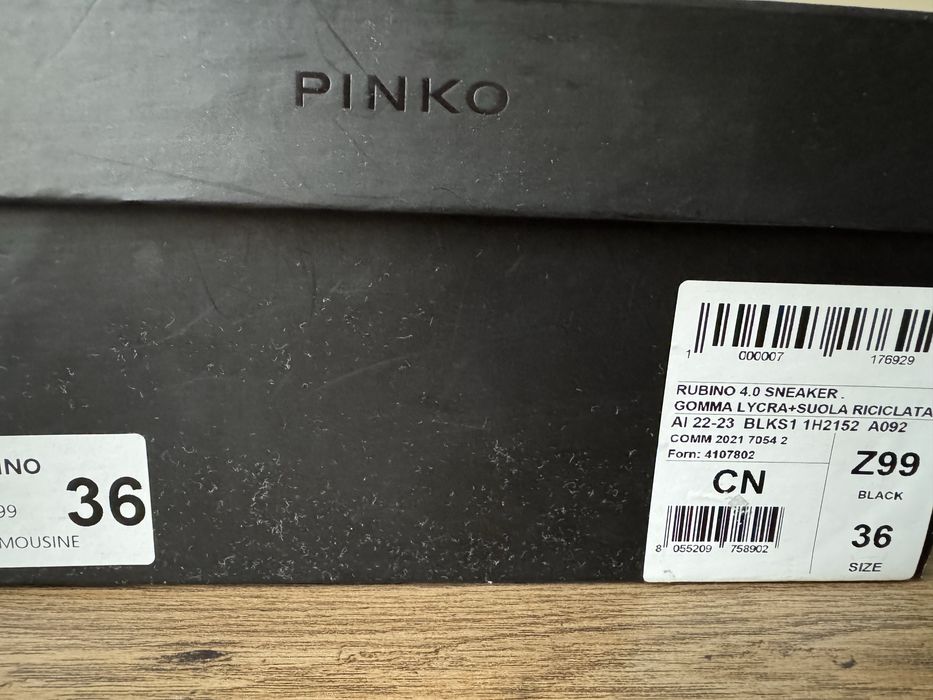 PINKO
1 000007 176929
RUBINO 4.0 SNEAKER.
GOMMA LYCRA+SUOLA RICICLATA
AI 22-23 BLKS1 1H2152 A092
COMM 2021 7054 2
Forn: 4107802
CN
8 055209 758902
Z99
BLACK
36
SIZE
INO
99
36
MOUSINE